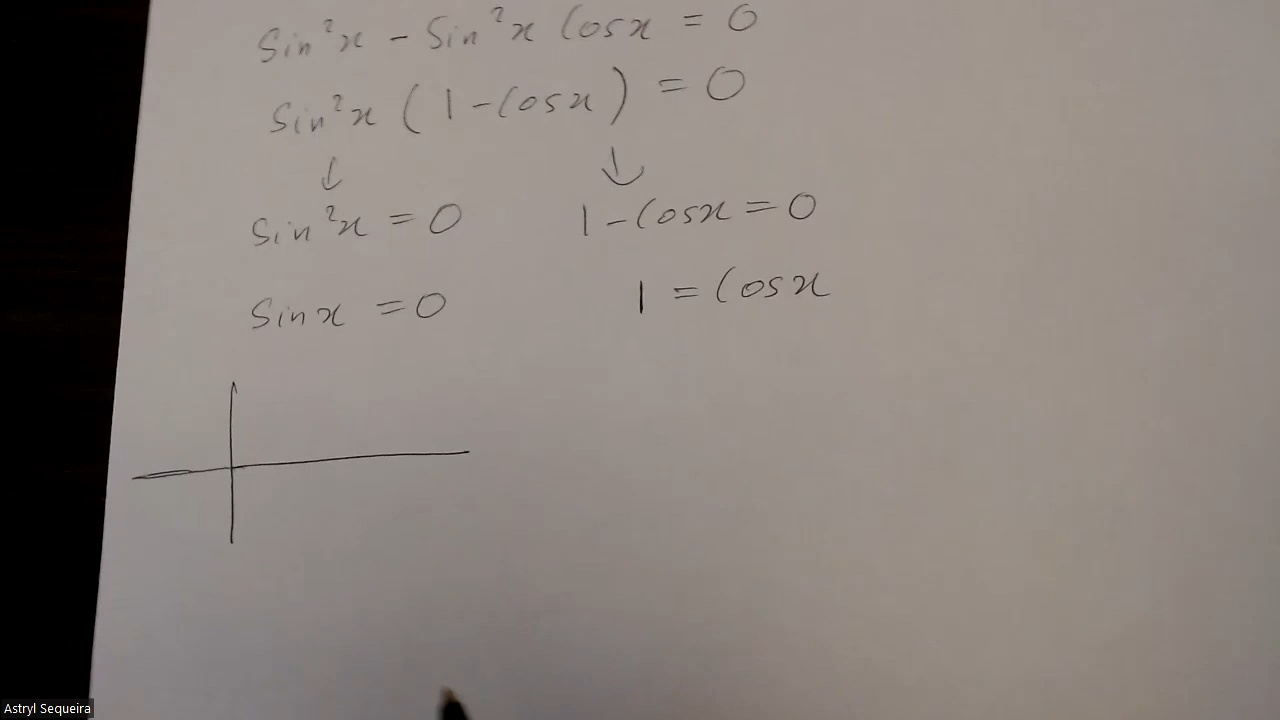 Sin²x - Sin²x Cosx = 0
Sin²x (1 - Cosx) = 0
↓ ↓
Sin²x = 0 1 - Cosx = 0
Sinx = 0 1 = Cosx
Astryl Sequeira